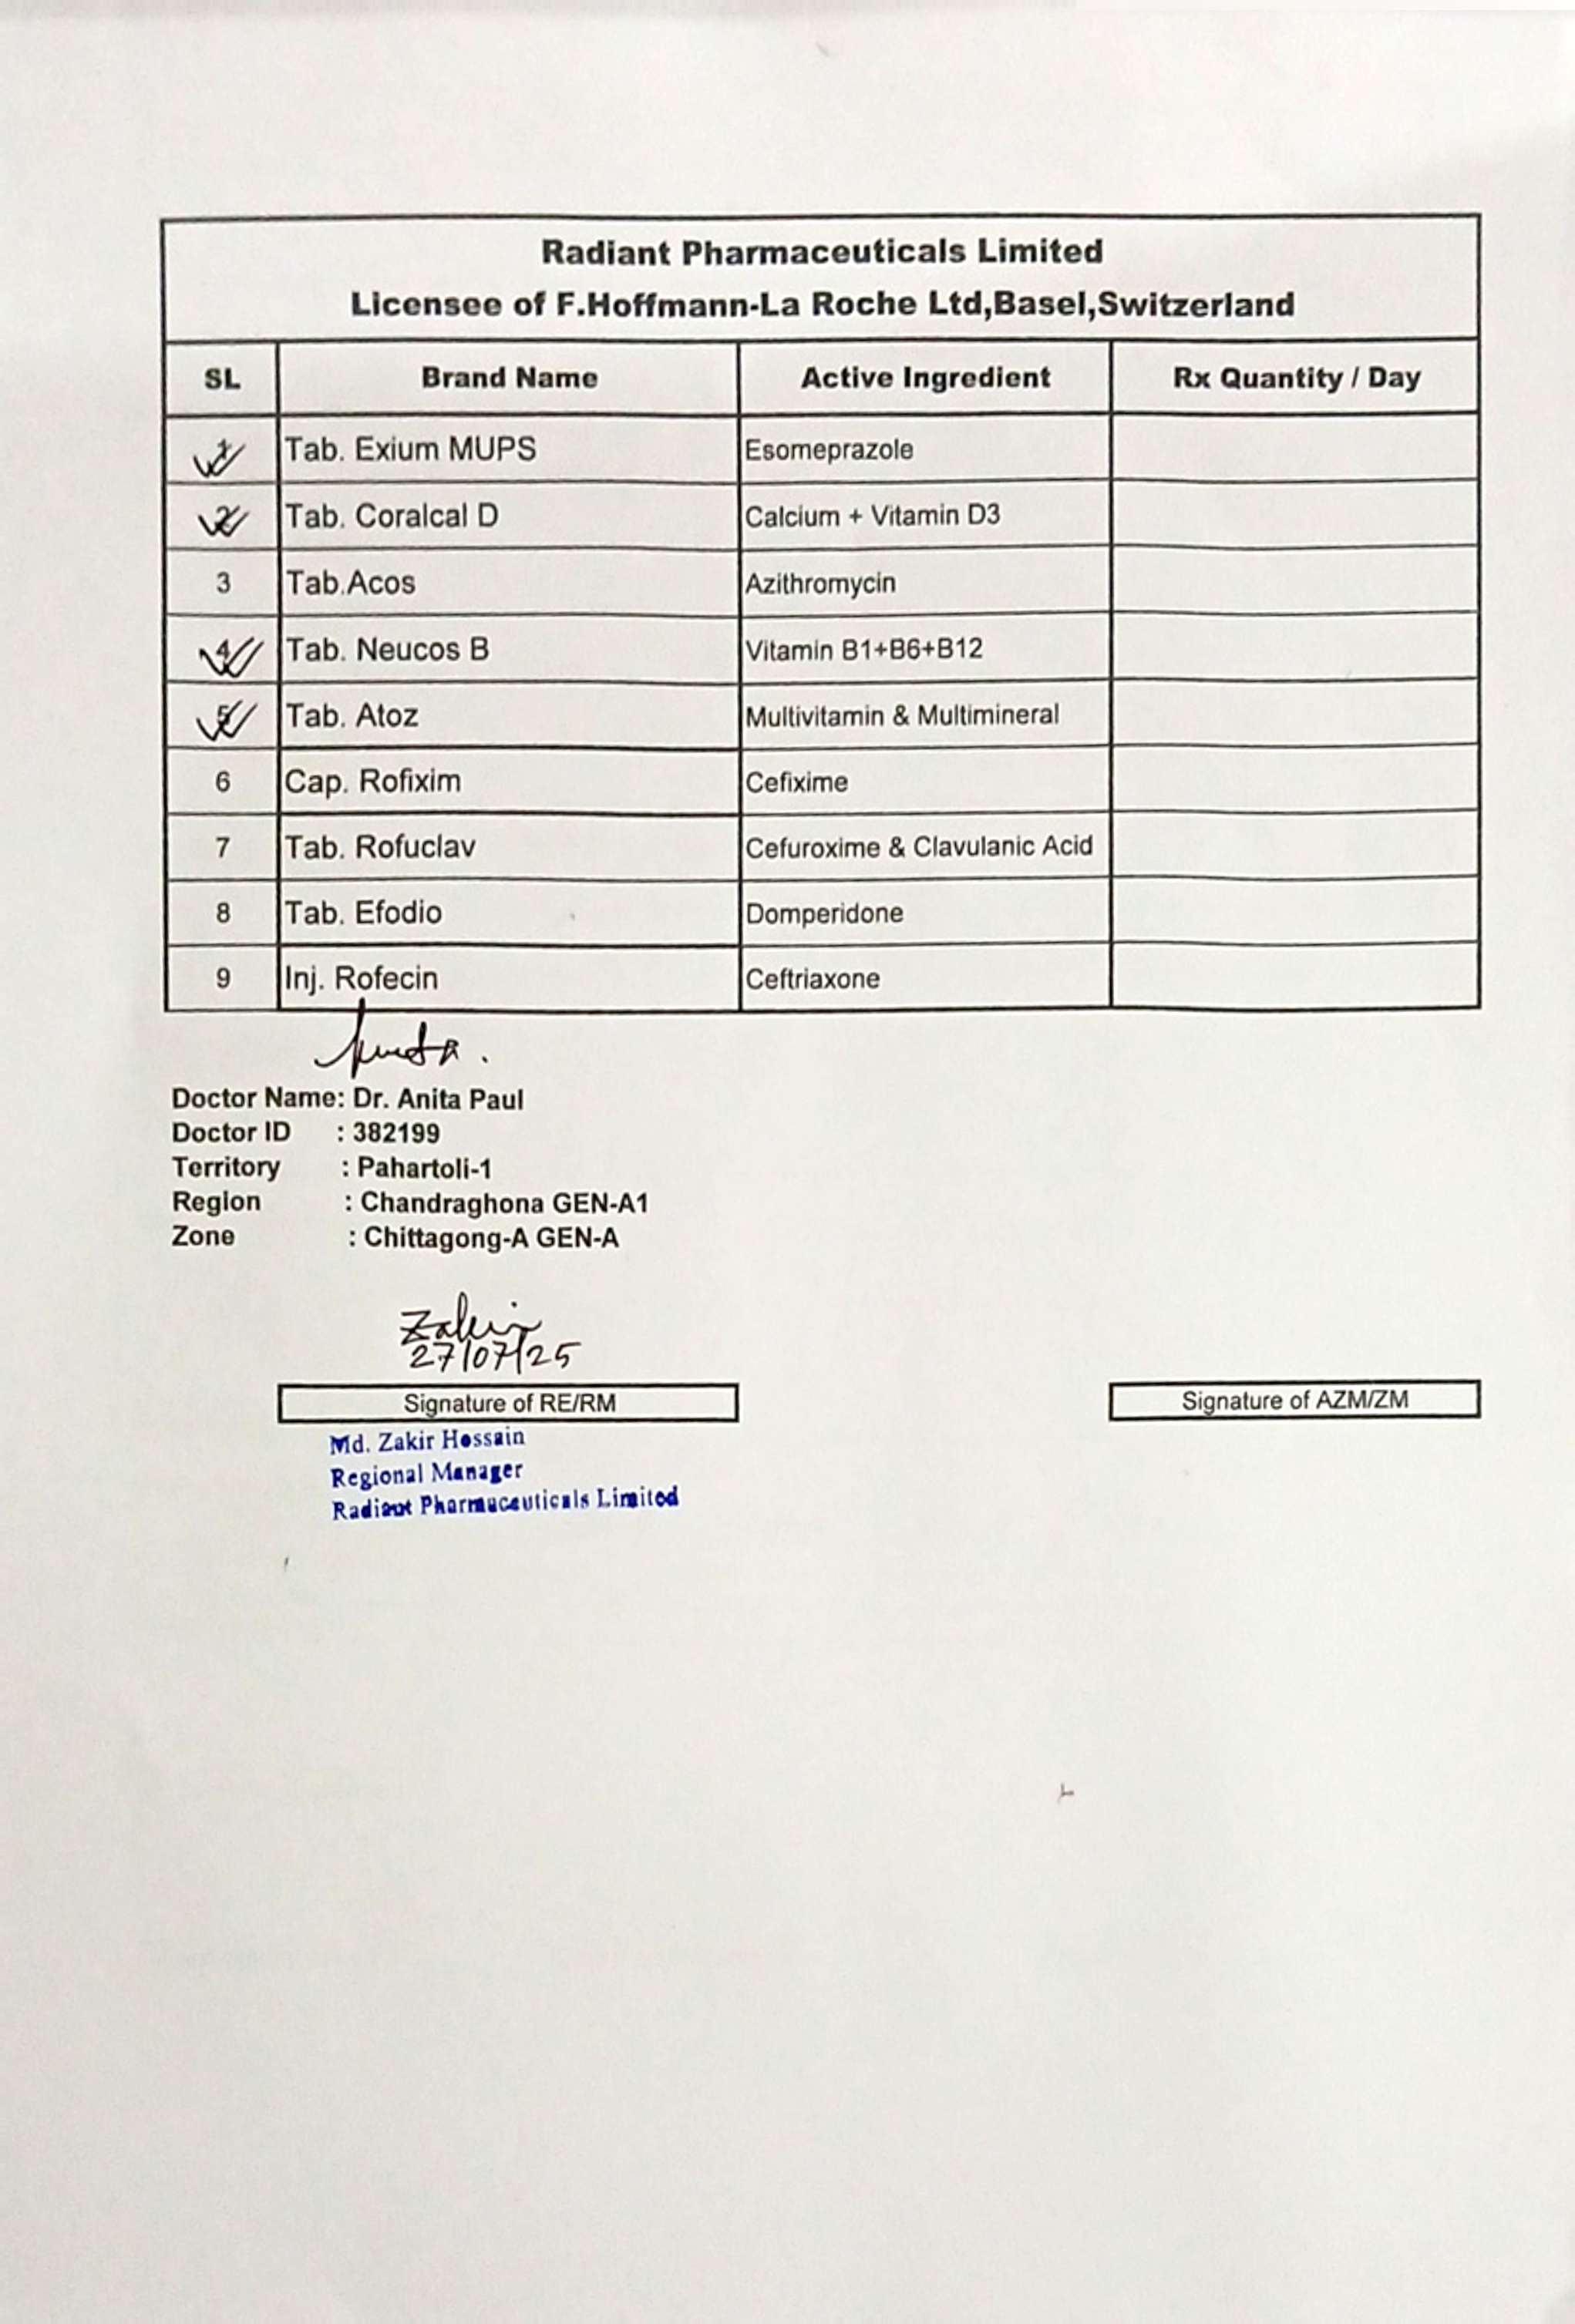 Radiant Pharmaceuticals Limited
Licensee of F.Hoffmann-La Roche Ltd,Basel,Switzerland
SL Brand Name Active Ingredient Rx Quantity / Day
1 Tab. Exium MUPS Esomeprazole
2 Tab. Coralcal D Calcium + Vitamin D3
3 Tab.Acos Azithromycin
4 Tab. Neucos B Vitamin B1+B6+B12
5 Tab. Atoz Multivitamin & Multimineral
6 Cap. Rofixim Cefixime
7 Tab. Rofuclav Cefuroxime & Clavulanic Acid
8 Tab. Efodio Domperidone
9 Inj. Rofecin Ceftriaxone
Doctor Name: Dr. Anita Paul
Doctor ID : 382199
Territory : Pahartoli-1
Region : Chandraghona GEN-A1
Zone : Chittagong-A GEN-A
Zakir
27/07/25
Signature of RE/RM Signature of AZM/ZM
Md. Zakir Hossain
Regional Manager
Radiant Pharmaceuticals Limited